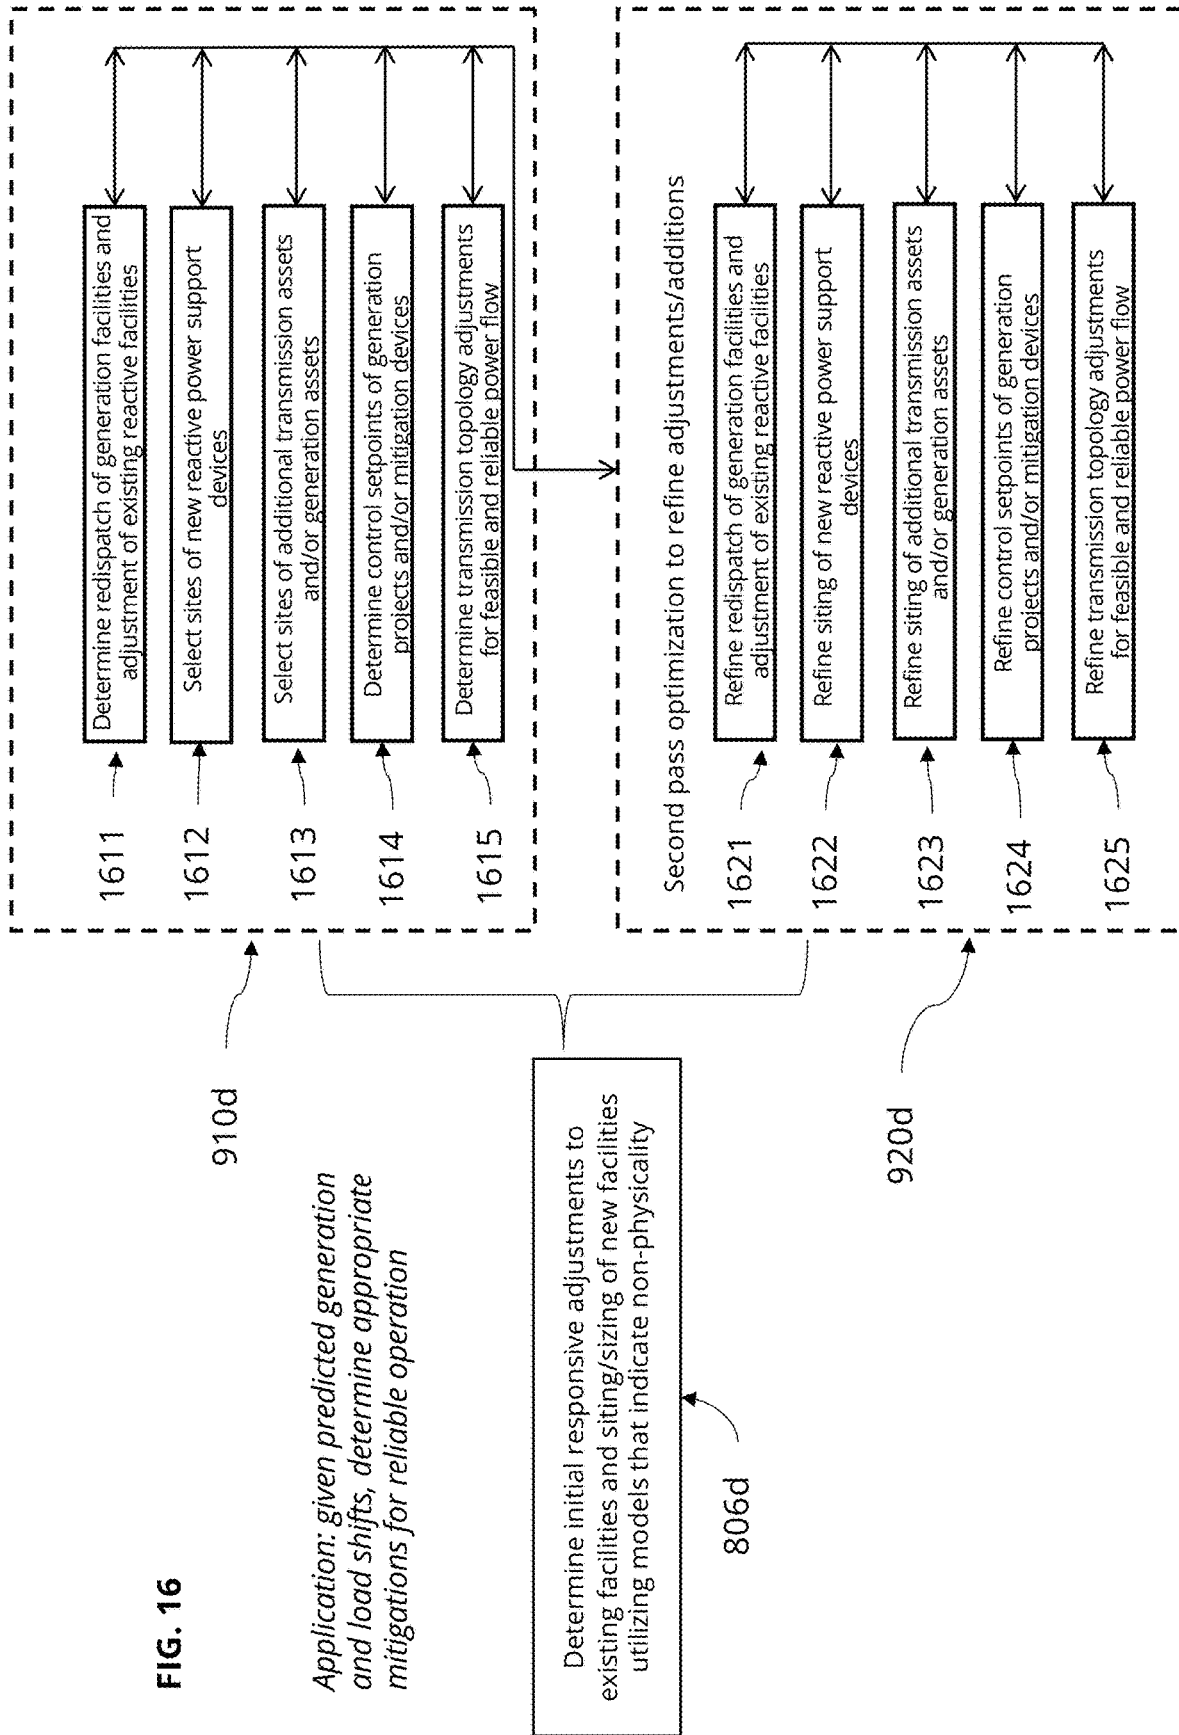 FIG. 16
Application: given predicted generation
and load shifts, determine appropriate
mitigations for reliable operation
Determine initial responsive adjustments to
existing facilities and siting/sizing of new facilities
utilizing models that indicate non-physicality
806d
910d
1611
Determine redispatch of generation facilities and
adjustment of existing reactive facilities
1612
Select sites of new reactive power support
devices
1613
Select sites of additional transmission assets
and/or generation assets
1614
Determine control setpoints of generation
projects and/or mitigation devices
1615
Determine transmission topology adjustments
for feasible and reliable power flow
920d
Second pass optimization to refine adjustments/additions
1621
Refine redispatch of generation facilities and
adjustment of existing reactive facilities
1622
Refine siting of new reactive power support
devices
1623
Refine siting of additional transmission assets
and/or generation assets
1624
Refine control setpoints of generation
projects and/or mitigation devices
1625
Refine transmission topology adjustments
for feasible and reliable power flow